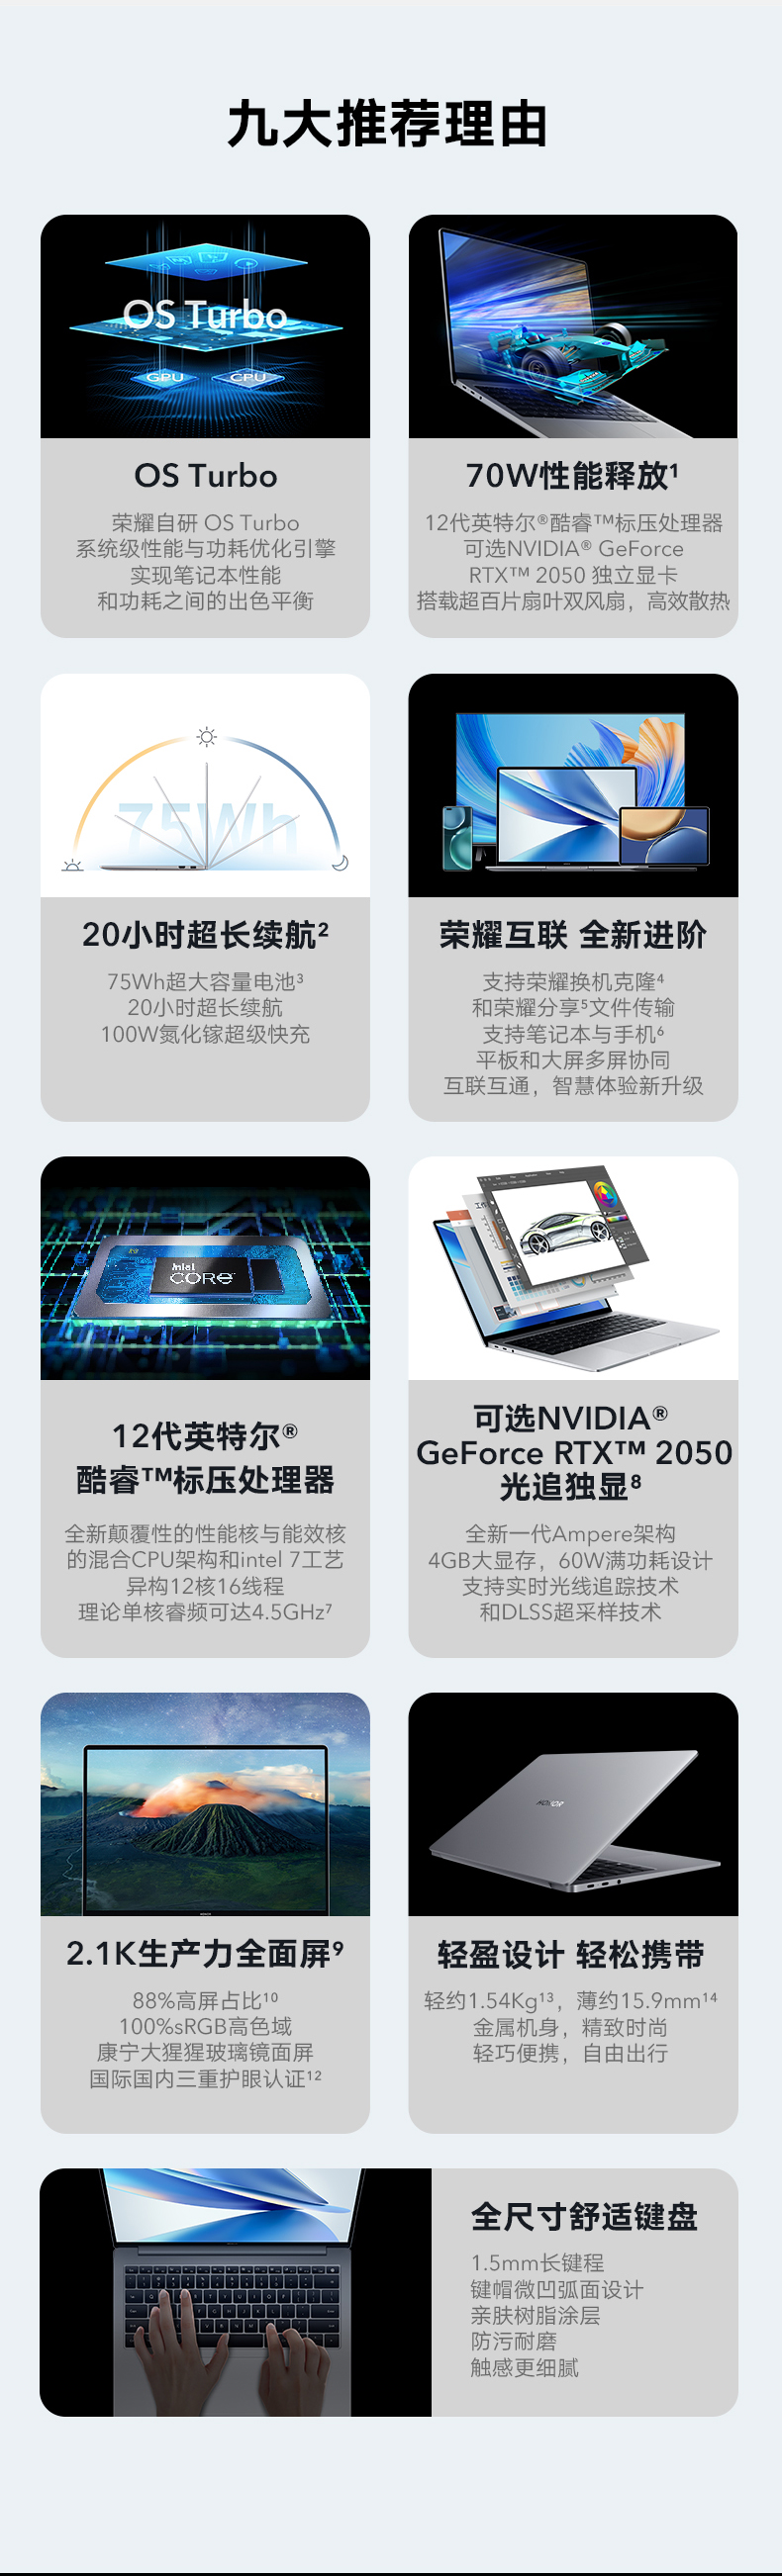 九大推荐理由
OS Turbo
GPU CPU
OS Turbo
荣耀自研 OS Turbo
系统级性能与功耗优化引擎
实现笔记本性能
和功耗之间的出色平衡
70W性能释放¹
12代英特尔®酷睿™标压处理器
可选NVIDIA® GeForce
RTX™ 2050 独立显卡
搭载超百片扇叶双风扇，高效散热
75Wh
20小时超长续航²
75Wh超大容量电池³
20小时超长续航
100W氮化镓超级快充
荣耀互联 全新进阶
支持荣耀换机克隆⁴
和荣耀分享⁵文件传输
支持笔记本与手机⁶
平板和大屏多屏协同
互联互通，智慧体验新升级
intel
CORE
12代英特尔®
酷睿™标压处理器
全新颠覆性的性能核与能效核
的混合CPU架构和intel 7工艺
异构12核16线程
理论单核睿频可达4.5GHz⁷
可选NVIDIA®
GeForce RTX™ 2050
光追独显⁸
全新一代Ampere架构
4GB大显存，60W满功耗设计
支持实时光线追踪技术
和DLSS超采样技术
2.1K生产力全面屏⁹
88%高屏占比¹⁰
100%sRGB高色域
康宁大猩猩玻璃镜面屏
国际国内三重护眼认证¹²
HONOR
轻盈设计 轻松携带
轻约1.54Kg¹³，薄约15.9mm¹⁴
金属机身，精致时尚
轻巧便携，自由出行
全尺寸舒适键盘
1.5mm长键程
键帽微凹弧面设计
亲肤树脂涂层
防污耐磨
触感更细腻